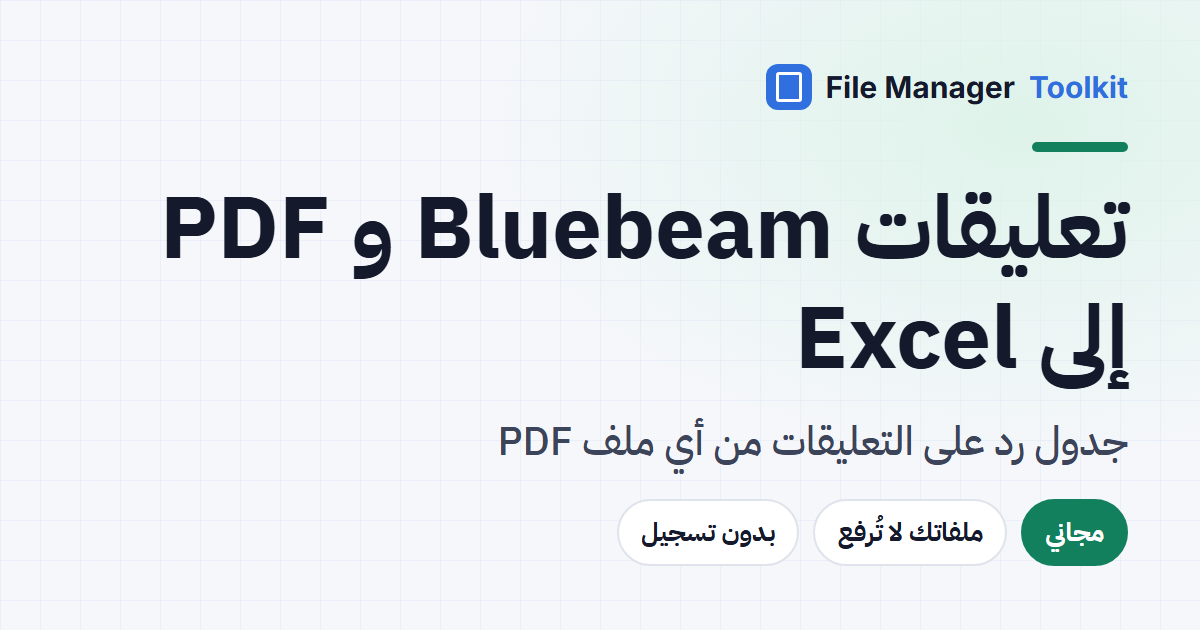 File Manager Toolkit
تعليقات Bluebeam و PDF
إلى Excel
جدول رد على التعليقات من أي ملف PDF
مجاني
ملفاتك لا تُرفع
بدون تسجيل